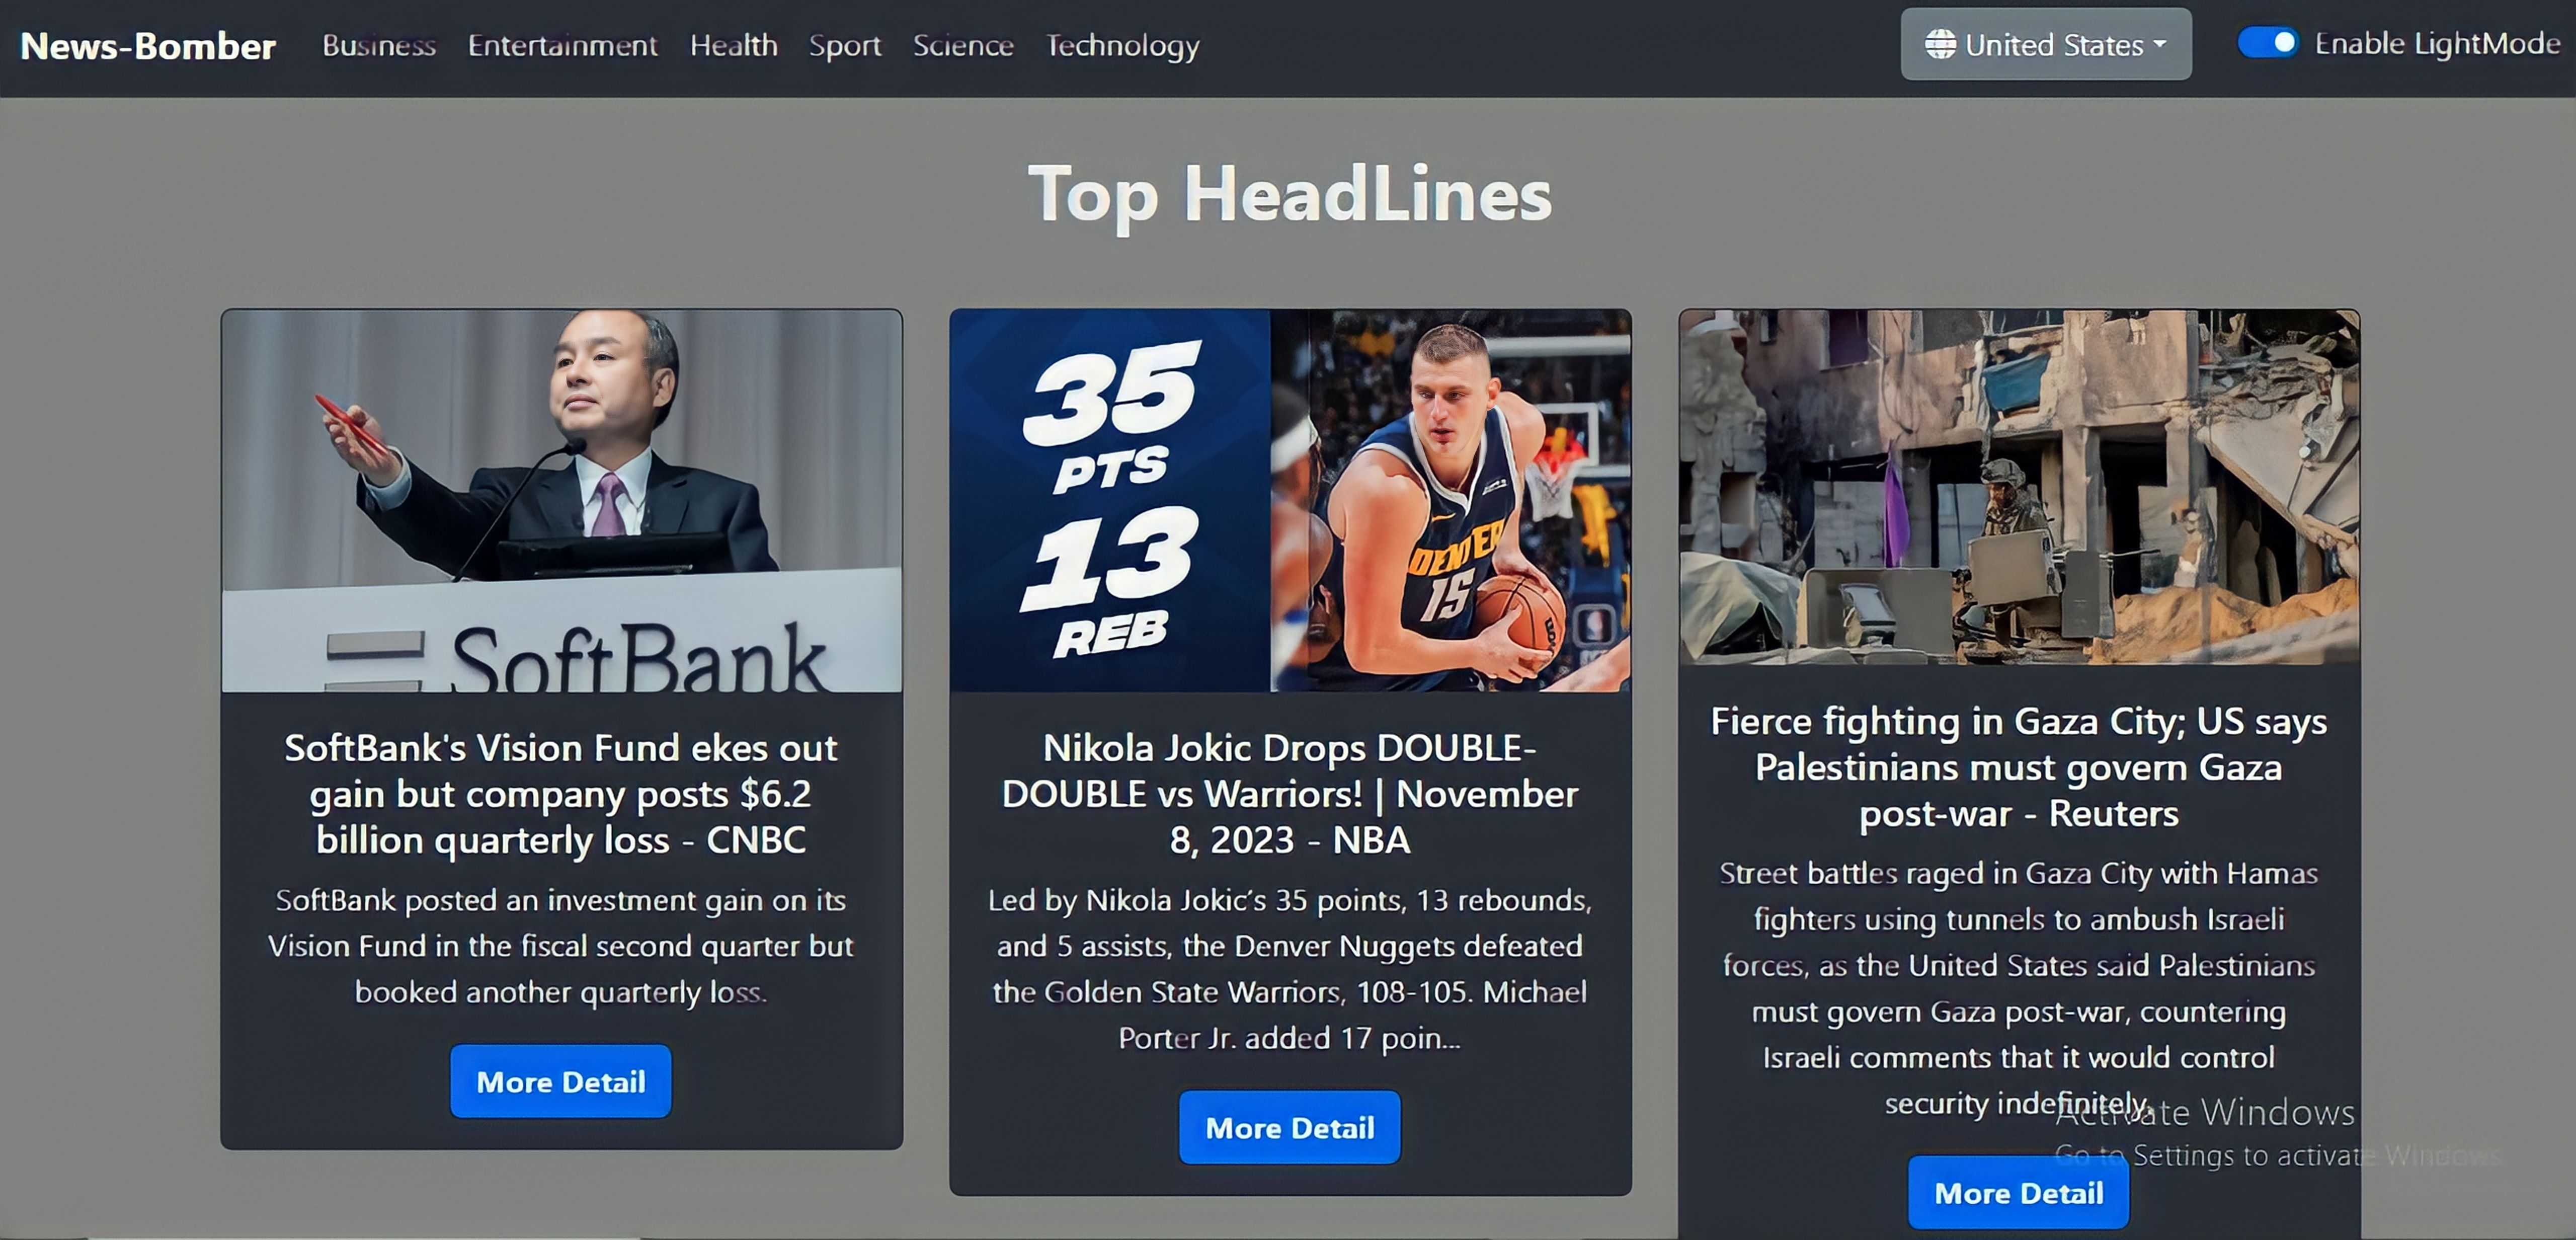 News-Bomber Business Entertainment Health Sport Science Technology United States Enable LightMode
Top HeadLines
SoftBank
SoftBank's Vision Fund ekes out
gain but company posts $6.2
billion quarterly loss - CNBC
SoftBank posted an investment gain on its
Vision Fund in the fiscal second quarter but
booked another quarterly loss.
More Detail
35
PTS
13
REB
DENVER
15
Nikola Jokic Drops DOUBLE-
DOUBLE vs Warriors! | November
8, 2023 - NBA
Led by Nikola Jokic’s 35 points, 13 rebounds,
and 5 assists, the Denver Nuggets defeated
the Golden State Warriors, 108-105. Michael
Porter Jr. added 17 poin...
More Detail
Fierce fighting in Gaza City; US says
Palestinians must govern Gaza
post-war - Reuters
Street battles raged in Gaza City with Hamas
fighters using tunnels to ambush Israeli
forces, as the United States said Palestinians
must govern Gaza post-war, countering
Israeli comments that it would control
security indefinitely.
More Detail
Activate Windows
Go to Settings to activate Windows.